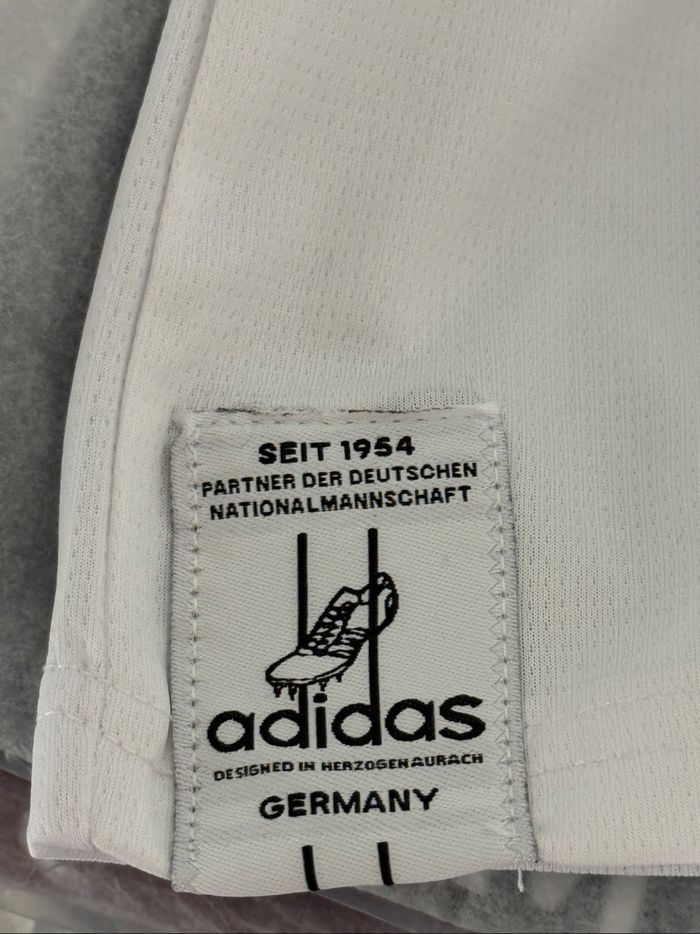 SEIT 1954
PARTNER DER DEUTSCHEN
NATIONALMANNSCHAFT
adidas
DESIGNED IN HERZOGENAURACH
GERMANY